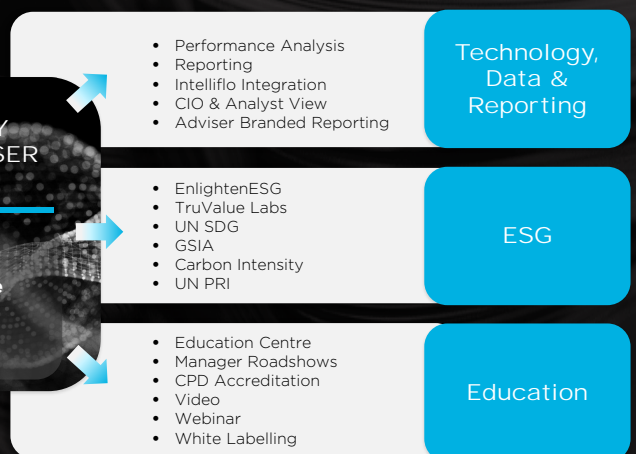 • Performance Analysis
• Reporting
• Intelliflo Integration
• CIO & Analyst View
• Adviser Branded Reporting
Technology,
Data &
Reporting
• EnlightenESG
• TruValue Labs
• UN SDG
• GSIA
• Carbon Intensity
• UN PRI
ESG
• Education Centre
• Manager Roadshows
• CPD Accreditation
• Video
• Webinar
• White Labelling
Education